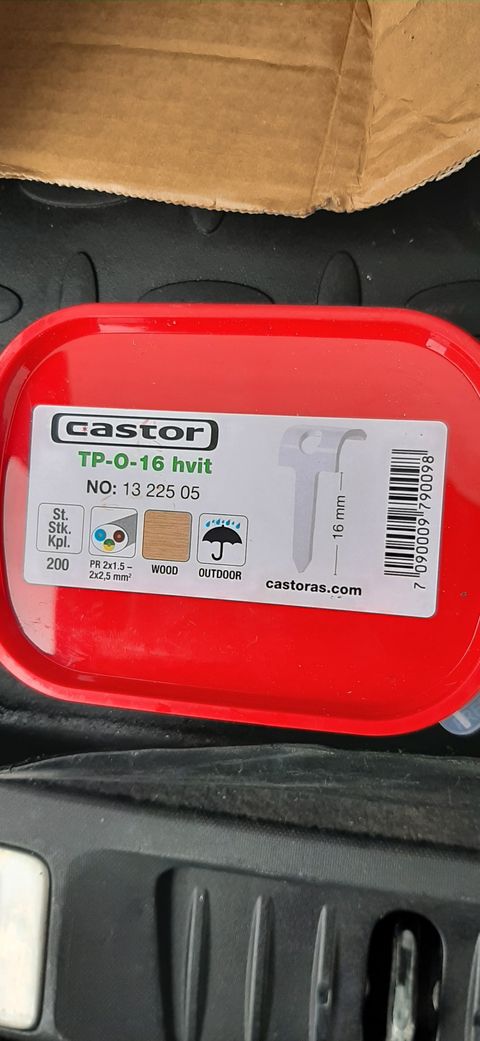 castor
TP-O-16 hvit
NO: 13 225 05
St.
Stk.
Kpl.
200
PR 2x1.5 –
2x2,5 mm²
WOOD
OUTDOOR
16 mm
castoras.com
7 090009 790098